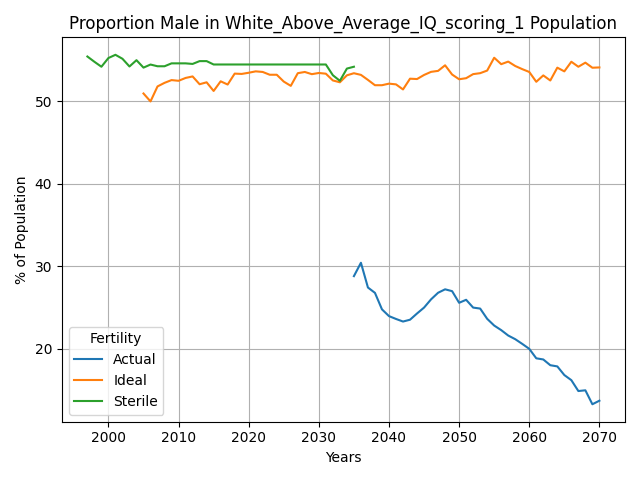 Proportion Male in White_Above_Average_IQ_scoring_1 Population
% of Population
50
40
30
20
Fertility
Actual
Ideal
Sterile
2000 2010 2020 2030 2040 2050 2060 2070
Years